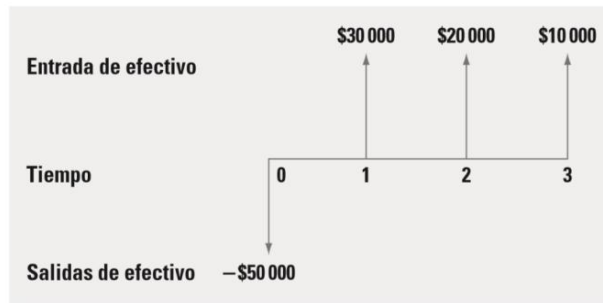 $30 000 $20 000 $10 000
Entrada de efectivo
Tiempo 0 1 2 3
Salidas de efectivo −$50 000